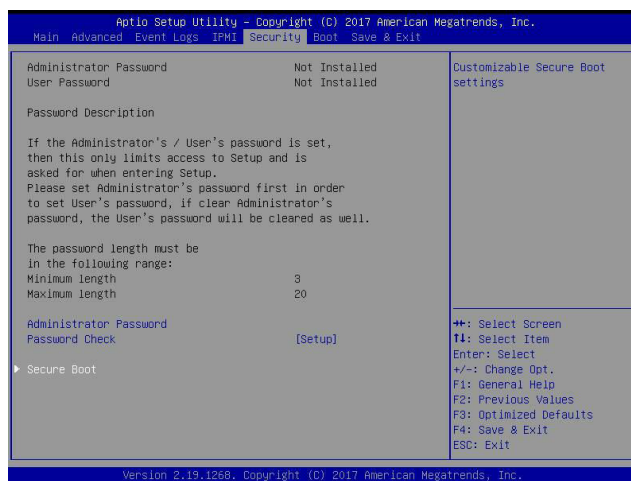 Aptio Setup Utility – Copyright (C) 2017 American Megatrends, Inc.
Main Advanced Event Logs IPMI Security Boot Save & Exit
Administrator Password Not Installed
User Password Not Installed
Password Description
If the Administrator's / User's password is set,
then this only limits access to Setup and is
asked for when entering Setup.
Please set Administrator's password first in order
to set User's password, if clear Administrator's
password, the User's password will be cleared as well.
The password length must be
in the following range:
Minimum length 3
Maximum length 20
Administrator Password
Password Check [Setup]
Secure Boot
Customizable Secure Boot
settings
→←: Select Screen
↑↓: Select Item
Enter: Select
+/-: Change Opt.
F1: General Help
F2: Previous Values
F3: Optimized Defaults
F4: Save & Exit
ESC: Exit
Version 2.19.1268. Copyright (C) 2017 American Megatrends, Inc.